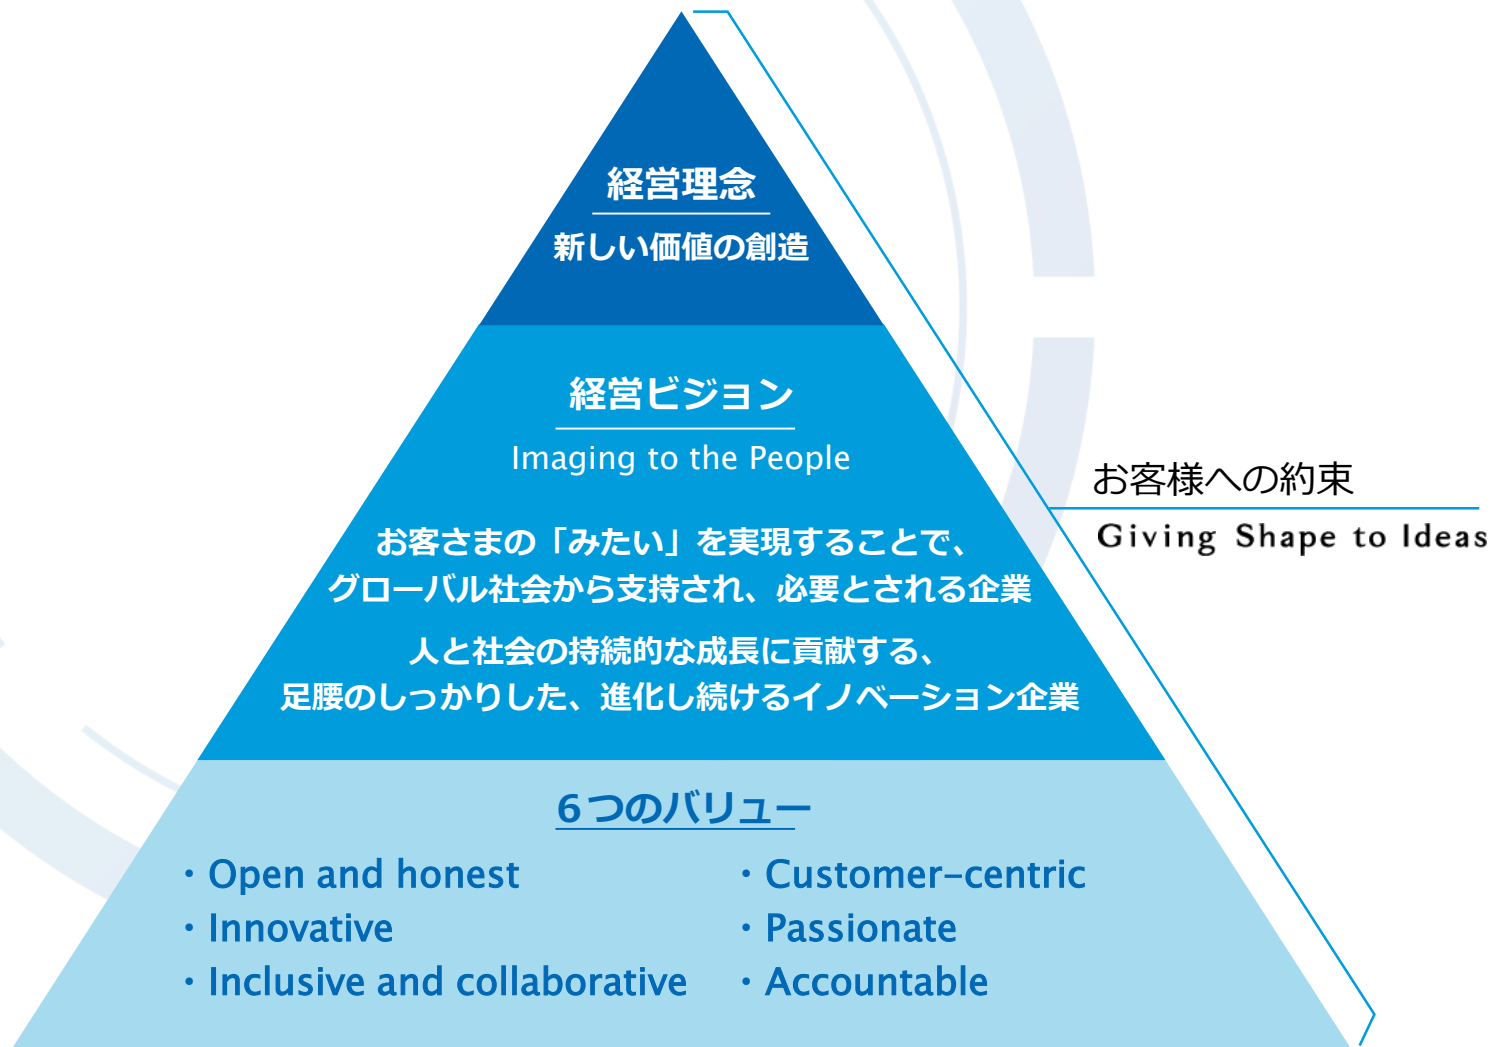 経営理念
新しい価値の創造
経営ビジョン
Imaging to the People
お客さまの「みたい」を実現することで、
グローバル社会から支持され、必要とされる企業
人と社会の持続的な成長に貢献する、
足腰のしっかりした、進化し続けるイノベーション企業
お客様への約束
Giving Shape to Ideas
6つのバリュー
・Open and honest
・Innovative
・Inclusive and collaborative
・Customer-centric
・Passionate
・Accountable